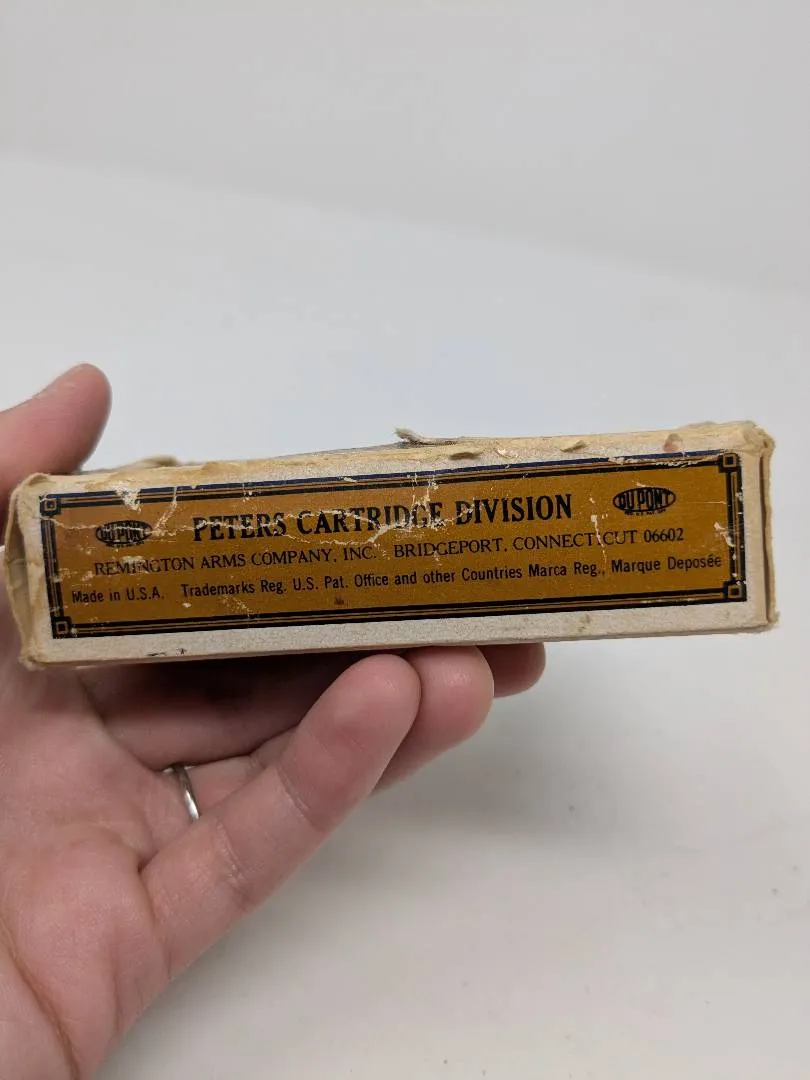 PETERS CARTRIDGE DIVISION
DU PONT
DU PONT
REMINGTON ARMS COMPANY, INC. BRIDGEPORT, CONNECTICUT 06602
Made in U.S.A. Trademarks Reg. U.S. Pat. Office and other Countries Marca Reg., Marque Deposée